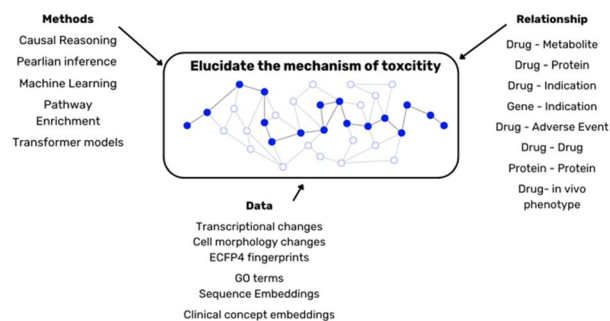 Methods
Causal Reasoning
Pearlian inference
Machine Learning
Pathway
Enrichment
Transformer models
Elucidate the mechanism of toxcitity
Relationship
Drug - Metabolite
Drug - Protein
Drug - Indication
Gene - Indication
Drug - Adverse Event
Drug - Drug
Protein - Protein
Drug- in vivo
phenotype
Data
Transcriptional changes
Cell morphology changes
ECFP4 fingerprints
GO terms
Sequence Embeddings
Clinical concept embeddings